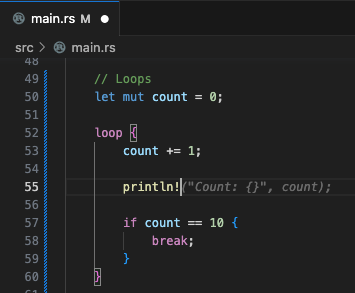 main.rs M
src > main.rs
48
49 // Loops
50 let mut count = 0;
51
52 loop {
53 count += 1;
54
55 println!("Count: {}", count);
56
57 if count == 10 {
58 break;
59 }
60 }
61